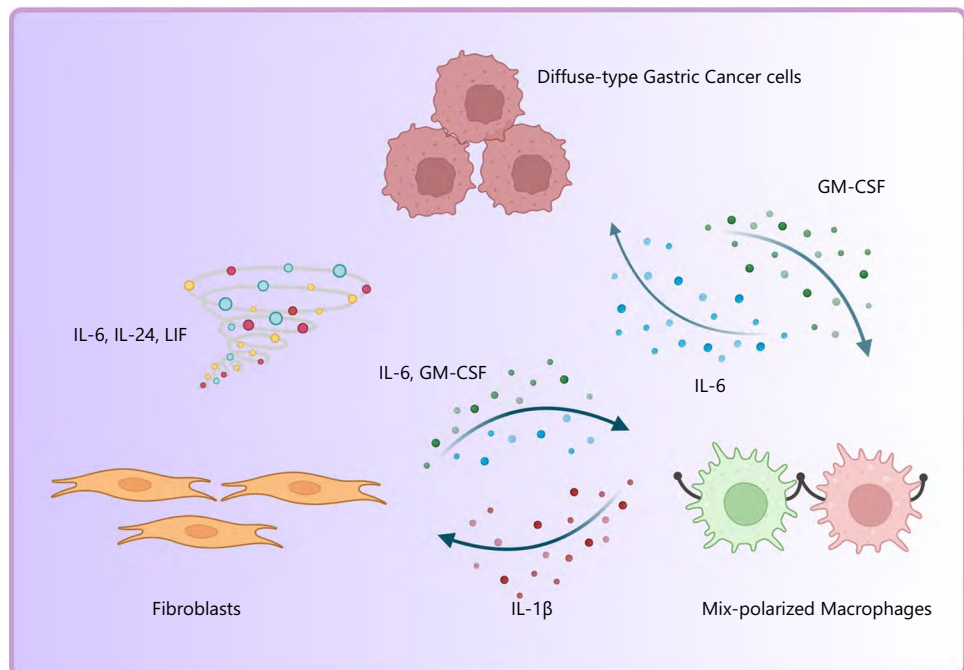 Diffuse-type Gastric Cancer cells
GM-CSF
IL-6, IL-24, LIF
IL-6, GM-CSF
IL-6
Fibroblasts
IL-1β
Mix-polarized Macrophages